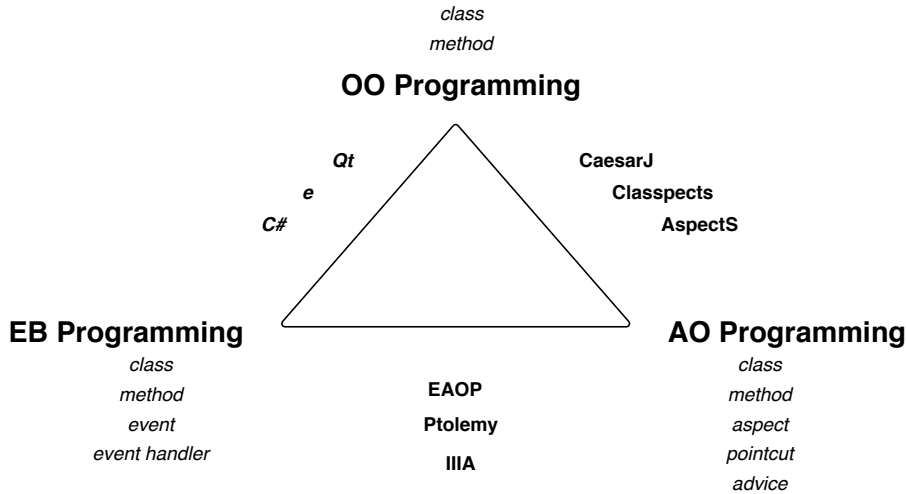 class
method
OO Programming
Qt
CaesarJ
e
Classpects
C#
AspectS
EB Programming
class
method
event
event handler
EAOP
Ptolemy
IIIA
AO Programming
class
method
aspect
pointcut
advice